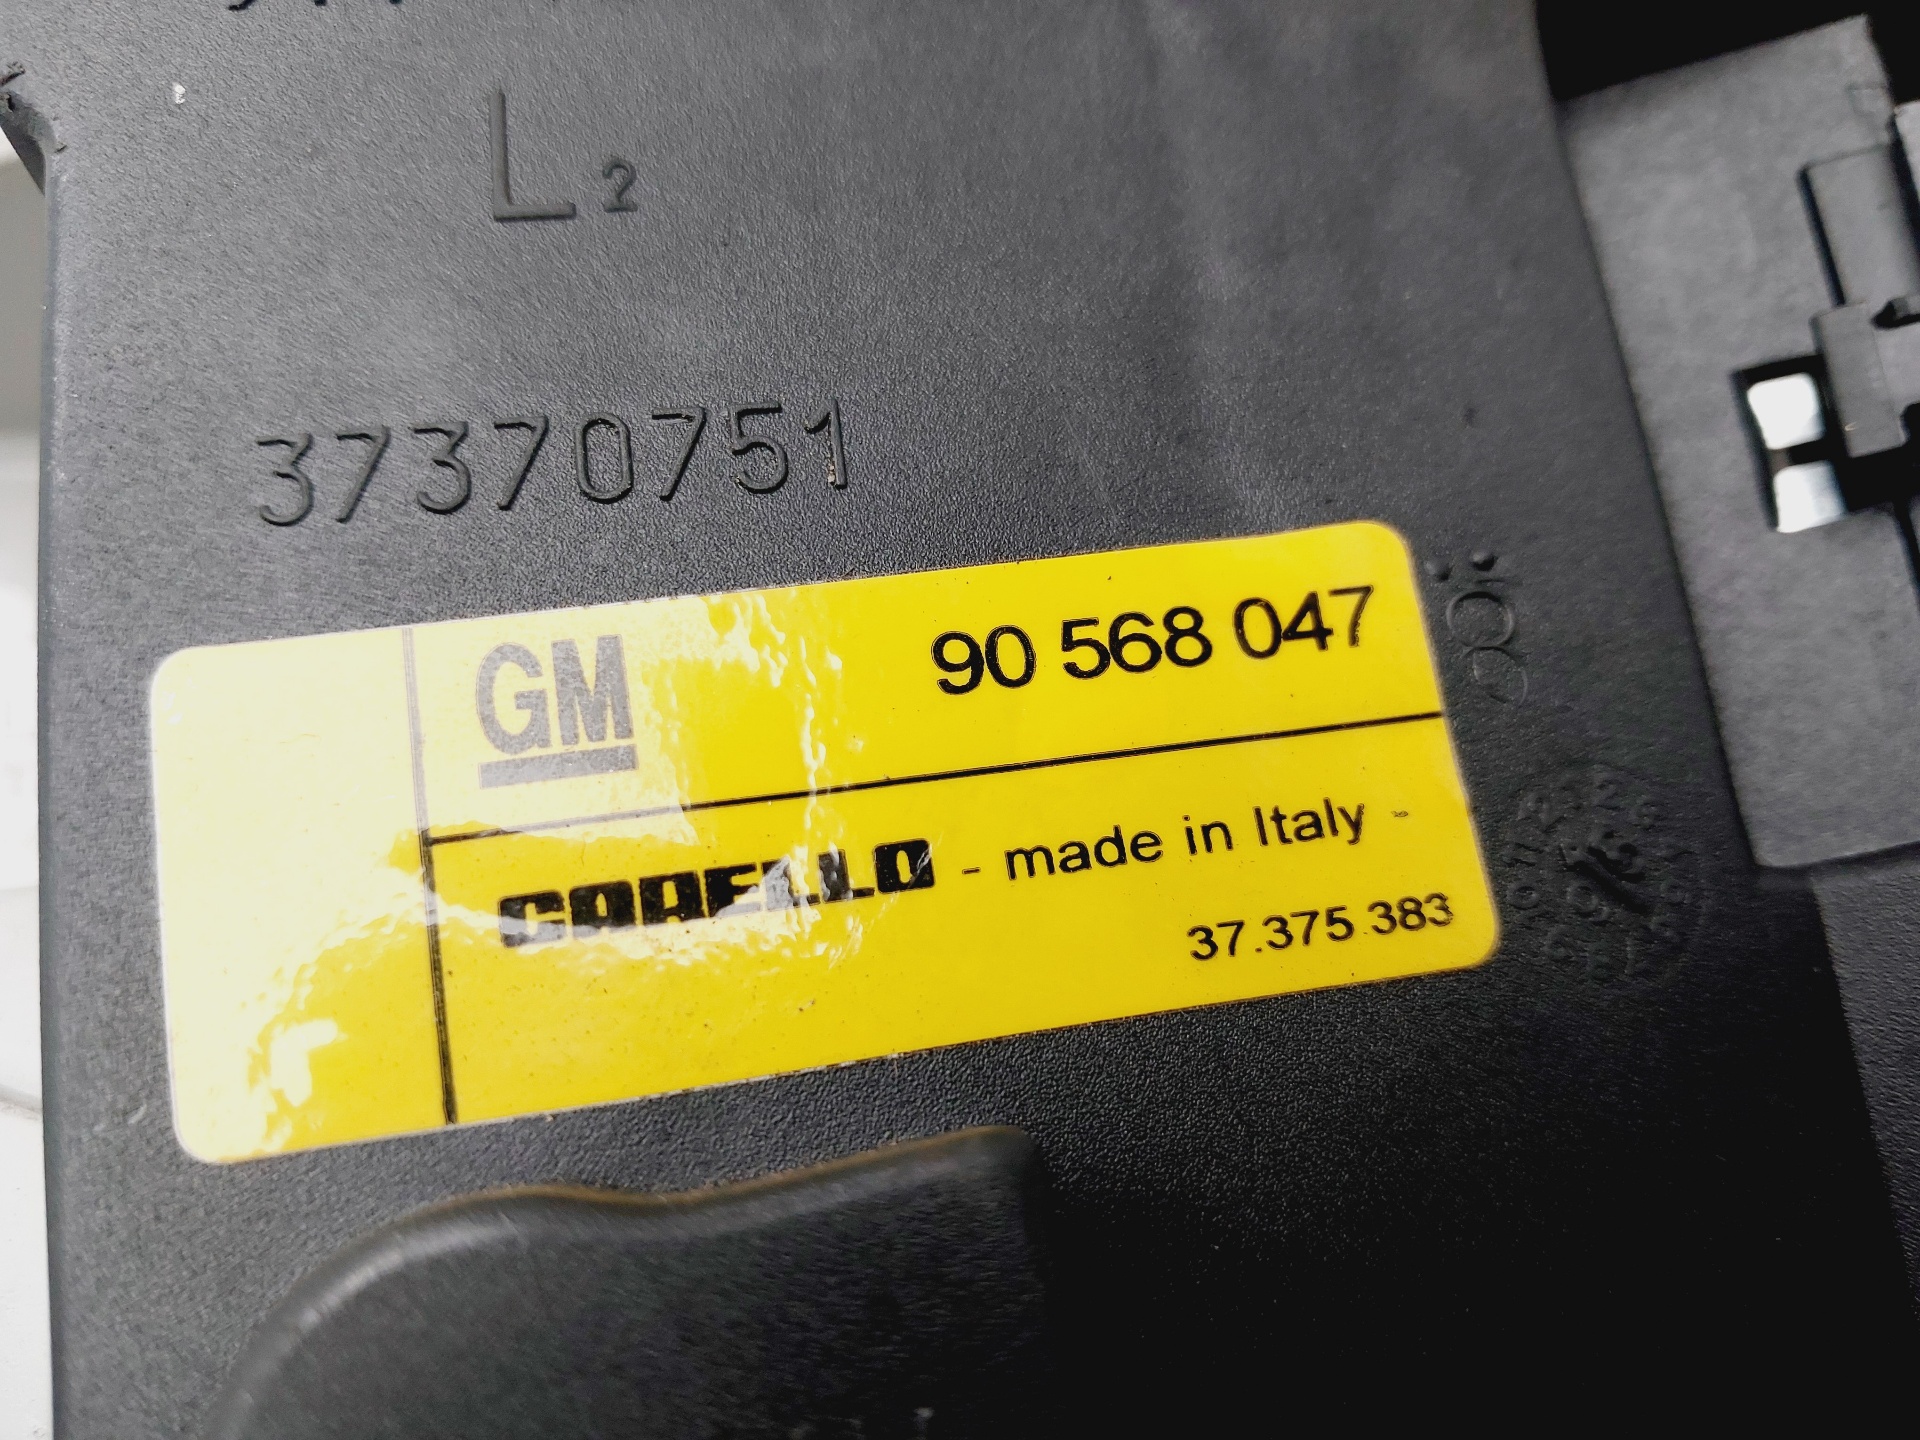 L2
37370751
GM 90 568 047
CARELLO - made in Italy -
37.375 383